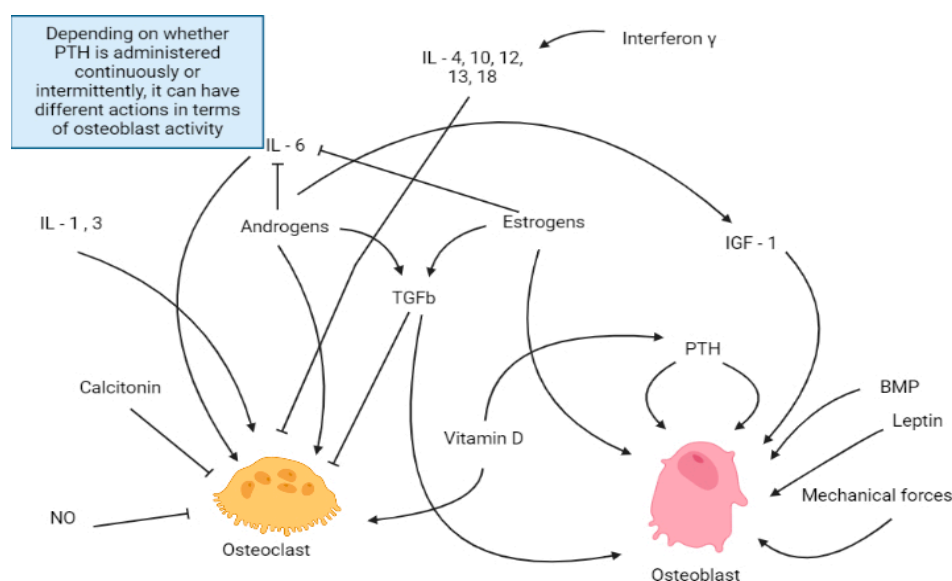 Depending on whether
PTH is administered
continuously or
intermittently, it can have
different actions in terms
of osteoblast activity
Interferon γ
IL - 4, 10, 12,
13, 18
IL - 6
IL - 1 , 3
Androgens
Estrogens
IGF - 1
TGFb
PTH
Calcitonin
BMP
Leptin
Vitamin D
Mechanical forces
NO
Osteoclast
Osteoblast